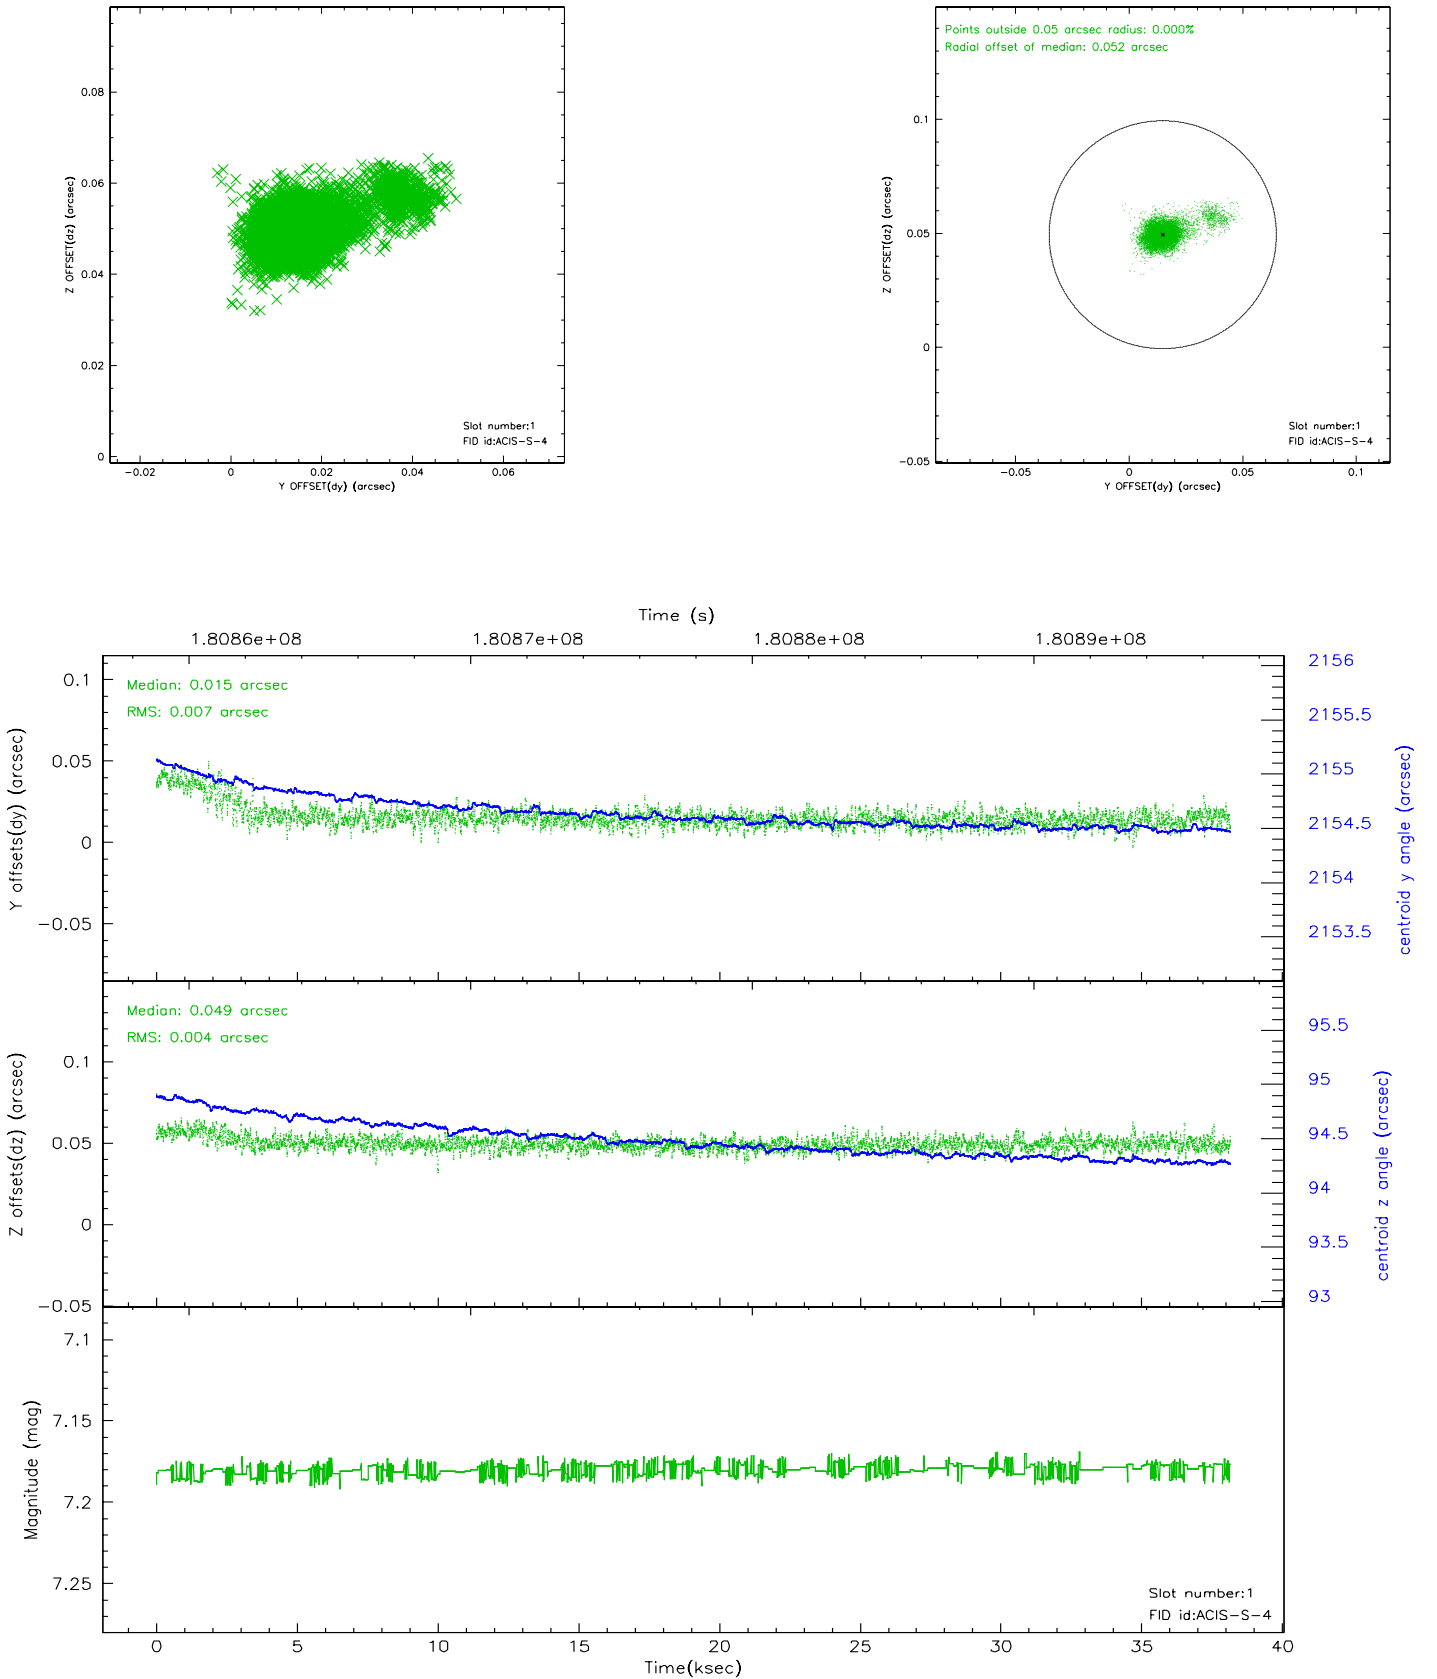 0.08
0.06
0.04
0.02
0
Z OFFSET(dz) (arcsec)
Slot number:1
FID id:ACIS-S-4
-0.02 0 0.02 0.04 0.06
Y OFFSET(dy) (arcsec)
Points outside 0.05 arcsec radius: 0.000%
Radial offset of median: 0.052 arcsec
0.1
0.05
0
-0.05
Z OFFSET(dz) (arcsec)
Slot number:1
FID id:ACIS-S-4
-0.05 0 0.05 0.1
Y OFFSET(dy) (arcsec)
Time (s)
1.8086e+08 1.8087e+08 1.8088e+08 1.8089e+08
Median: 0.015 arcsec
RMS: 0.007 arcsec
0.1
0.05
0
-0.05
Y offsets(dy) (arcsec)
2156
2155.5
2155
2154.5
2154
2153.5
centroid y angle (arcsec)
Median: 0.049 arcsec
RMS: 0.004 arcsec
0.1
0.05
0
-0.05
Z offsets(dz) (arcsec)
95.5
95
94.5
94
93.5
93
centroid z angle (arcsec)
7.1
7.15
7.2
7.25
Magnitude (mag)
Slot number:1
FID id:ACIS-S-4
0 5 10 15 20 25 30 35 40
Time(ksec)